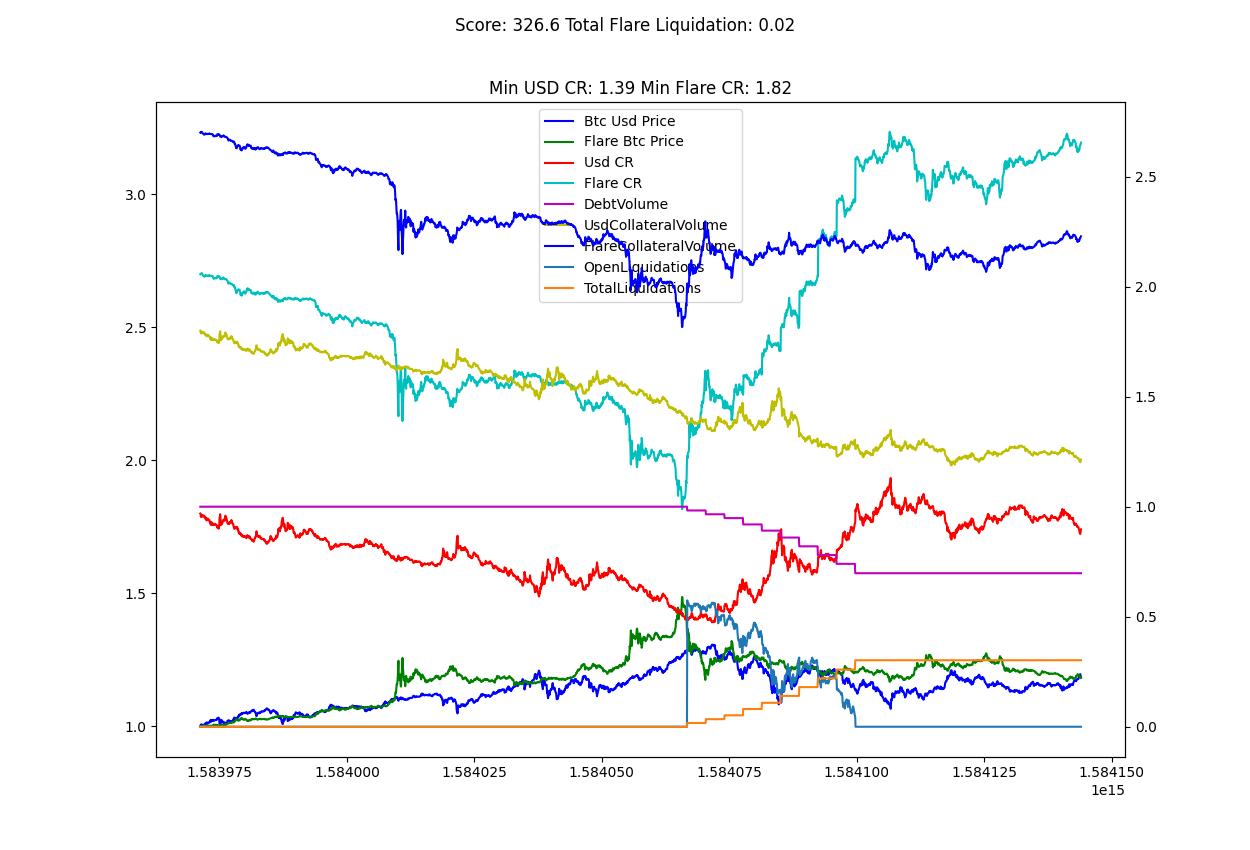 Score: 326.6 Total Flare Liquidation: 0.02
Min USD CR: 1.39 Min Flare CR: 1.82
Btc Usd Price
Flare Btc Price
Usd CR
Flare CR
DebtVolume
UsdCollateralVolume
FlareCollateralVolume
OpenLiquidations
TotalLiquidations
3.0
2.5
2.0
1.5
1.0
2.5
2.0
1.5
1.0
0.5
0.0
1.583975
1.584000
1.584025
1.584050
1.584075
1.584100
1.584125
1.584150
1e15